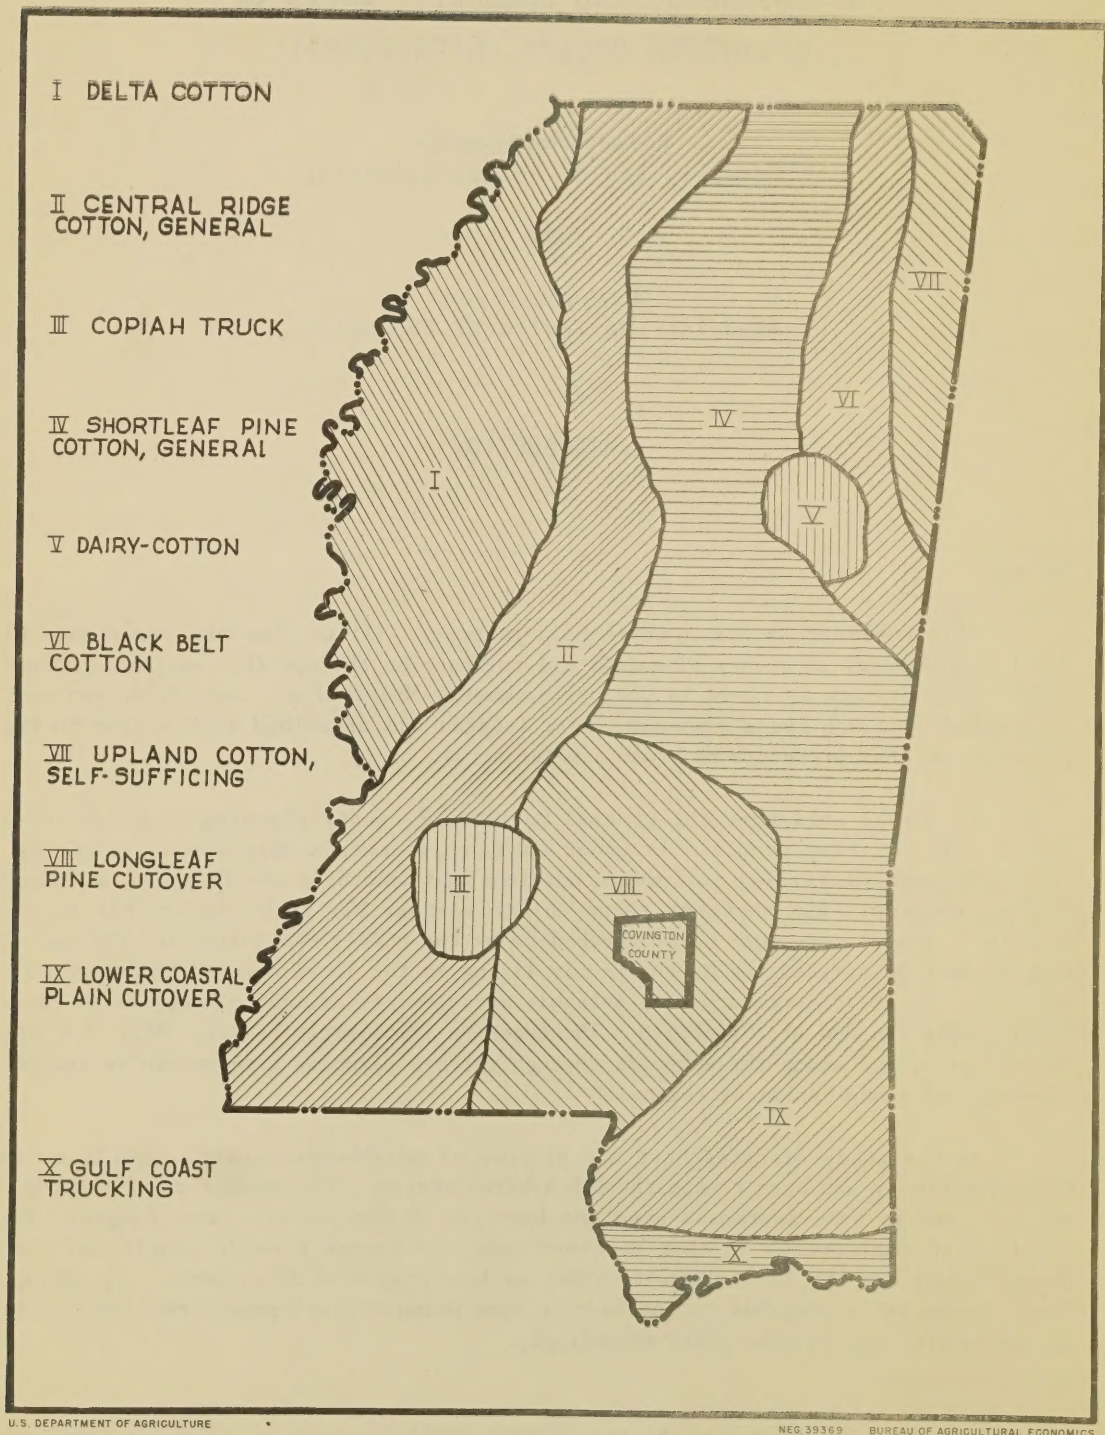 I DELTA COTTON
II CENTRAL RIDGE
COTTON, GENERAL
III COPIAH TRUCK
IV SHORTLEAF PINE
COTTON, GENERAL
V DAIRY-COTTON
VI BLACK BELT
COTTON
VII UPLAND COTTON,
SELF-SUFFICING
VIII LONGLEAF
PINE CUTOVER
IX LOWER COASTAL
PLAIN CUTOVER
X GULF COAST
TRUCKING
VII
VI
IV
I
V
II
III
VIII
COVINGTON
COUNTY
IX
X
U.S. DEPARTMENT OF AGRICULTURE
NEG. 39369 BUREAU OF AGRICULTURAL ECONOMICS